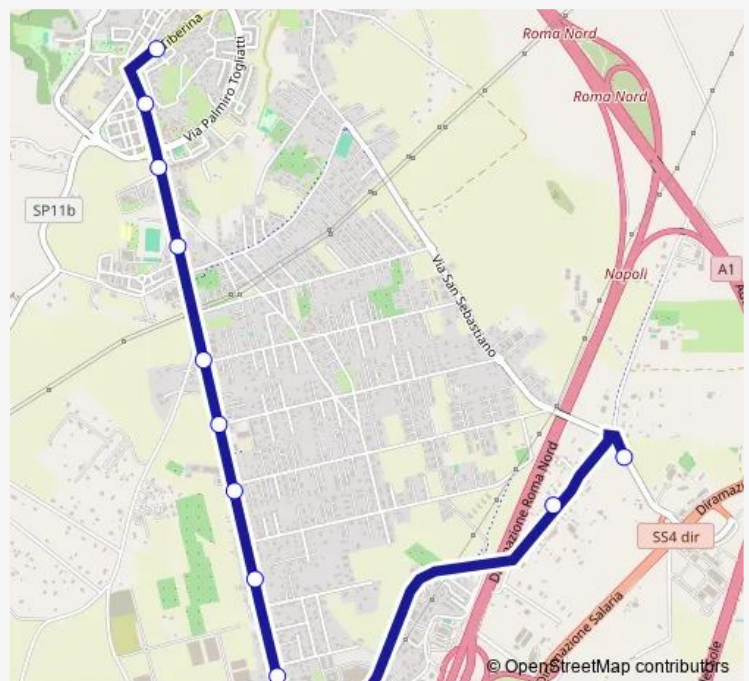 Roma Nord
Tiberina
Via Palmiro Togliatti
Roma Nord
SP11b
Napoli
A1
Via San Sebastiano
Diramazione Roma Nord
SS4 dir
Diramazione Salaria
© OpenStreetMap contributors